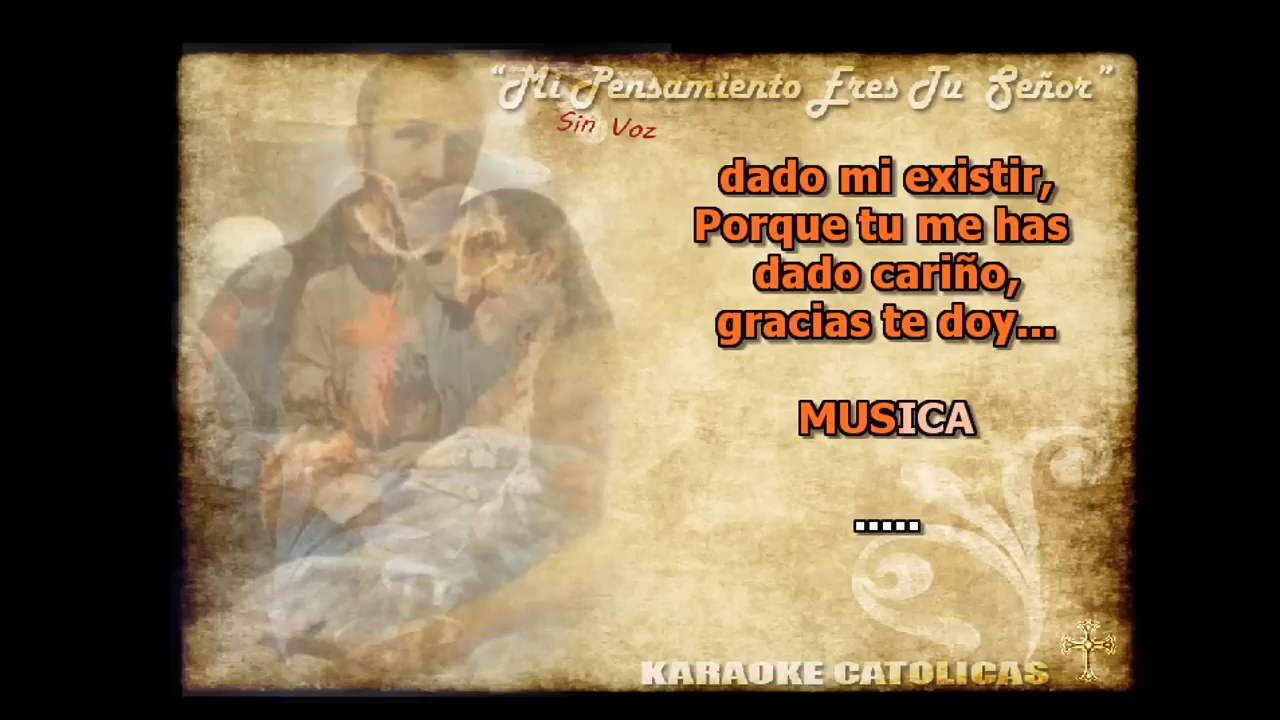 “Mi Pensamiento Eres Tu Señor”
Sin Voz
dado mi existir,
Porque tu me has
dado cariño,
gracias te doy...
MUSICA
.....
KARAOKE CATOLICAS